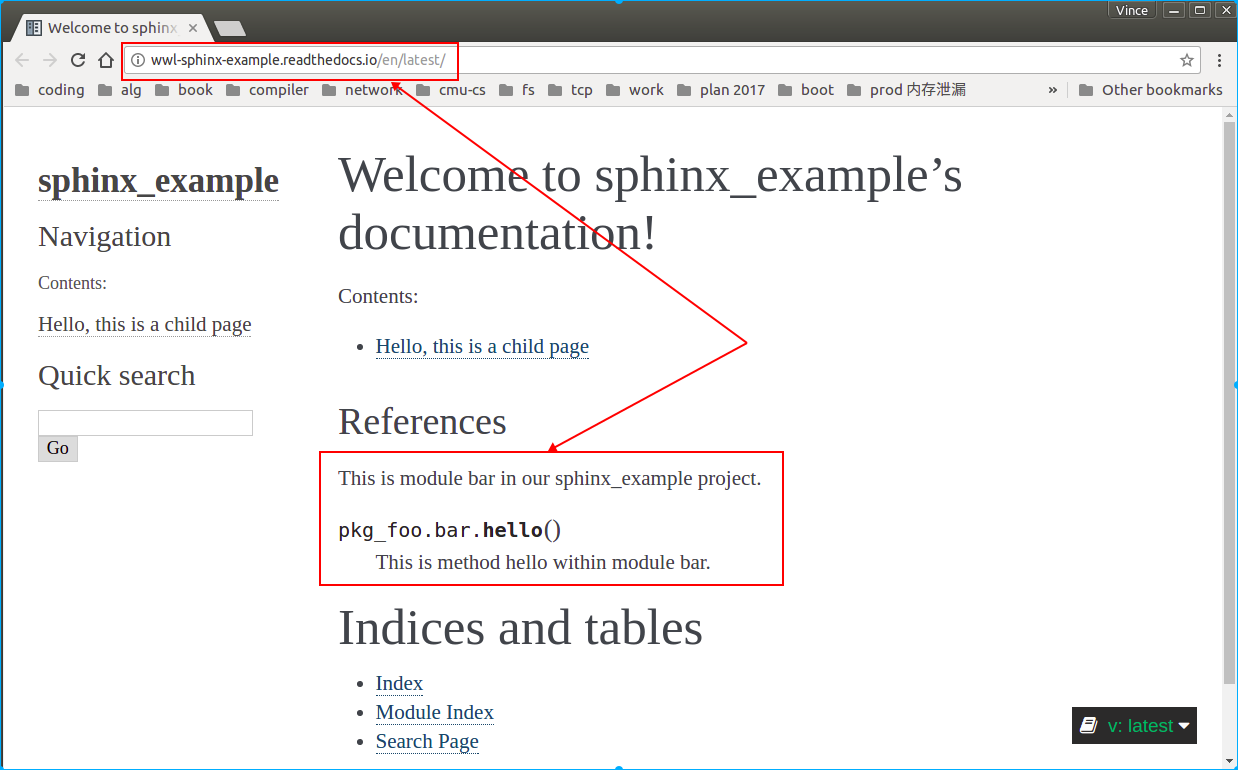 Vince
Welcome to sphinx
wwl-sphinx-example.readthedocs.io/en/latest/
coding alg book compiler network cmu-cs fs tcp work plan 2017 boot prod 内存泄漏 » Other bookmarks
sphinx_example
Navigation
Contents:
Hello, this is a child page
Quick search
Go
Welcome to sphinx_example’s
documentation!
Contents:
Hello, this is a child page
References
This is module bar in our sphinx_example project.
pkg_foo.bar.hello()
This is method hello within module bar.
Indices and tables
Index
Module Index
Search Page
v: latest